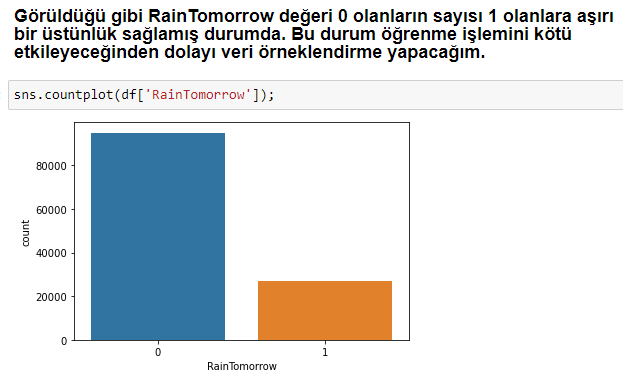 Görüldüğü gibi RainTomorrow değeri 0 olanların sayısı 1 olanlara aşırı
bir üstünlük sağlamış durumda. Bu durum öğrenme işlemini kötü
etkileyeceğinden dolayı veri örneklendirme yapacağım.
sns.countplot(df['RainTomorrow']);
80000
60000
40000
20000
0
count
0 1
RainTomorrow